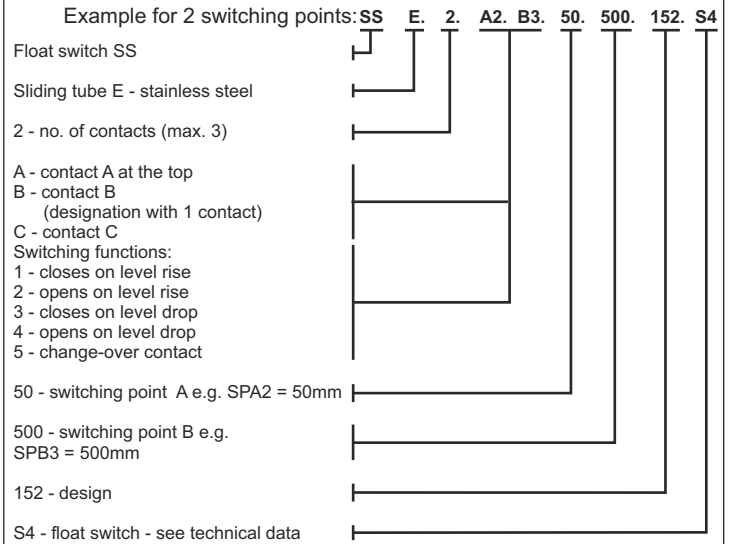 Example for 2 switching points: SS E. 2. A2. B3. 50. 500. 152. S4
Float switch SS
Sliding tube E - stainless steel
2 - no. of contacts (max. 3)
A - contact A at the top
B - contact B
(designation with 1 contact)
C - contact C
Switching functions:
1 - closes on level rise
2 - opens on level rise
3 - closes on level drop
4 - opens on level drop
5 - change-over contact
50 - switching point A e.g. SPA2 = 50mm
500 - switching point B e.g.
SPB3 = 500mm
152 - design
S4 - float switch - see technical data